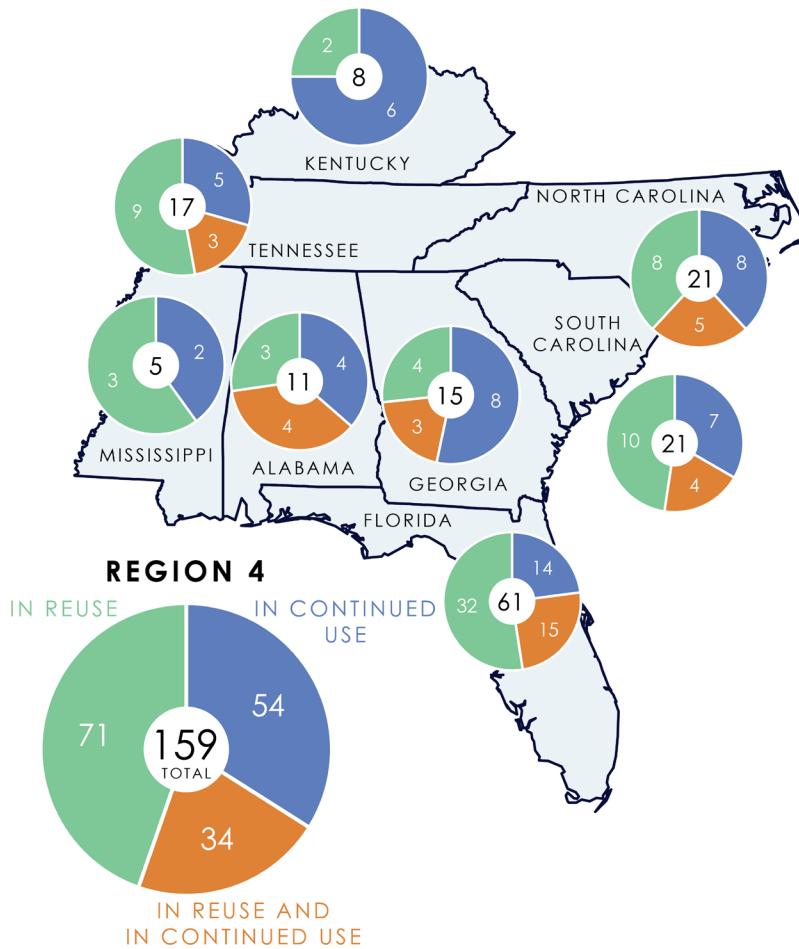 2
8
6
KENTUCKY
5
9
17
3
TENNESSEE
NORTH CAROLINA
8
8
21
5
SOUTH
CAROLINA
3
2
5
MISSISSIPPI
3
4
11
4
ALABAMA
4
15
8
3
GEORGIA
10
7
21
4
FLORIDA
14
32
61
15
REGION 4
IN REUSE
IN CONTINUED
USE
71
54
159
TOTAL
34
IN REUSE AND
IN CONTINUED USE